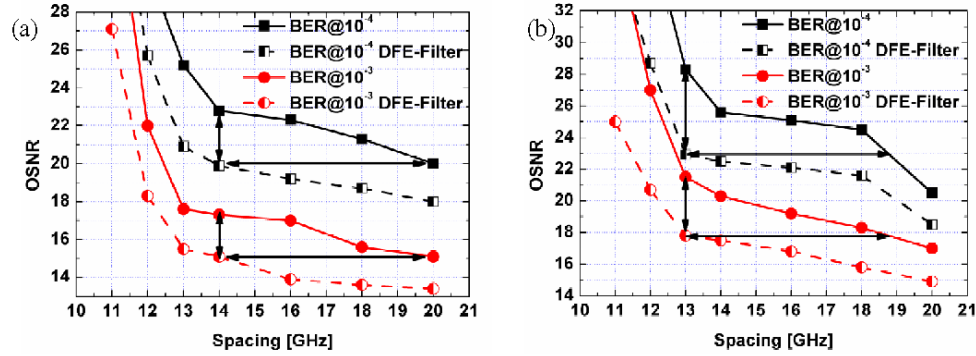 (a)
BER@10⁻⁴
BER@10⁻⁴ DFE-Filter
BER@10⁻³
BER@10⁻³ DFE-Filter
OSNR
28
26
24
22
20
18
16
14
10 11 12 13 14 15 16 17 18 19 20 21
Spacing [GHz]
(b)
BER@10⁻⁴
BER@10⁻⁴ DFE-Filter
BER@10⁻³
BER@10⁻³ DFE-Filter
OSNR
32
30
28
26
24
22
20
18
16
14
10 11 12 13 14 15 16 17 18 19 20 21
Spacing [GHz]